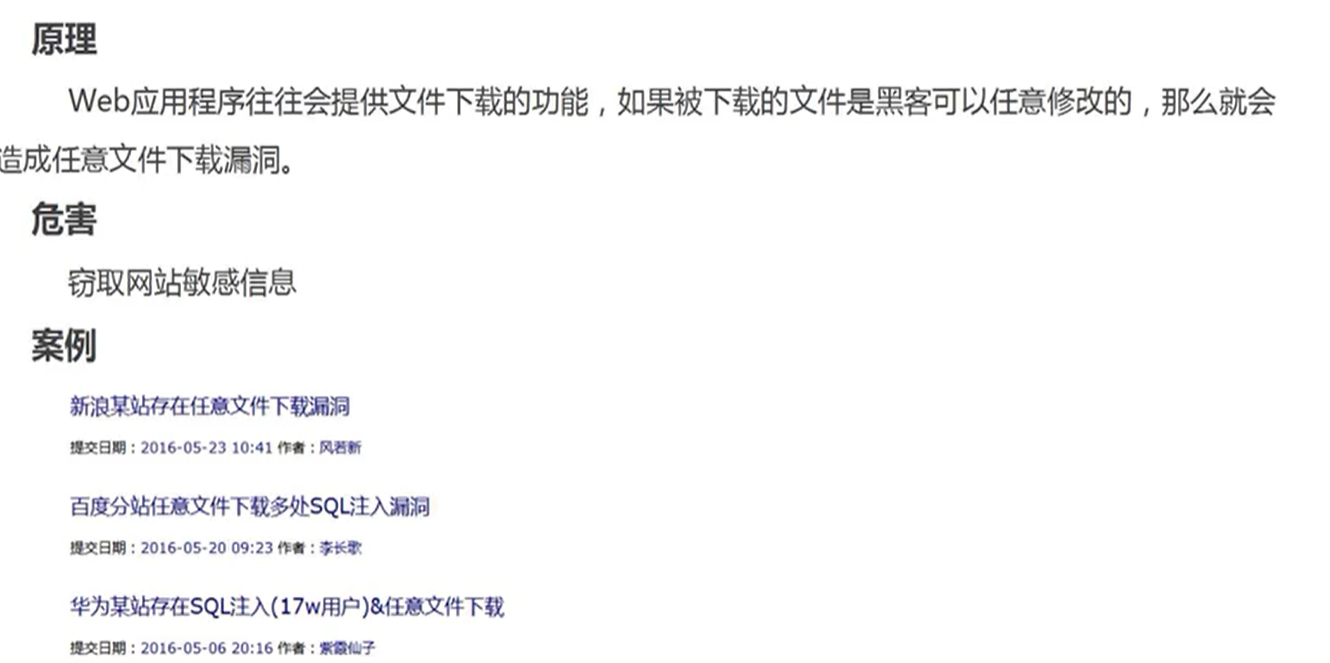 原理
Web应用程序往往会提供文件下载的功能，如果被下载的文件是黑客可以任意修改的，那么就会
造成任意文件下载漏洞。
危害
窃取网站敏感信息
案例
新浪某站存在任意文件下载漏洞
提交日期：2016-05-23 10:41 作者：风若新
百度分站任意文件下载多处SQL注入漏洞
提交日期：2016-05-20 09:23 作者：李长歌
华为某站存在SQL注入(17w用户)&任意文件下载
提交日期：2016-05-06 20:16 作者：紫霞仙子